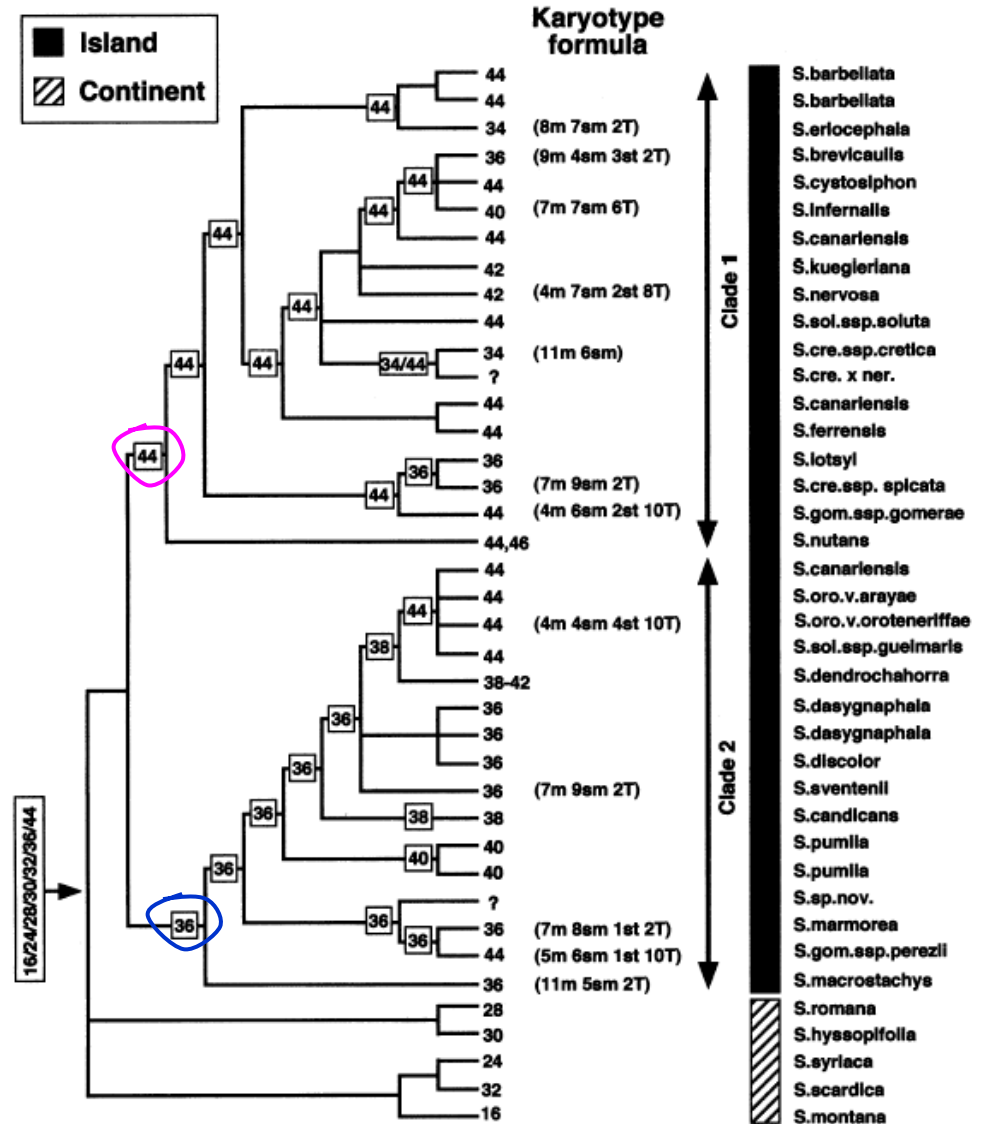 Island
Continent
Karyotype
formula
44 S.barbellata
44 S.barbellata
34 (8m 7sm 2T) S.eriocephala
36 (9m 4sm 3st 2T) S.brevicaulis
44 S.cystosiphon
40 (7m 7sm 6T) S.infernalis
44 S.canariensis
42 S.kuegleriana
42 (4m 7sm 2st 8T) S.nervosa
44 S.sol.ssp.soluta
34 (11m 6sm) S.cre.ssp.cretica
? S.cre. x ner.
44 S.canariensis
44 S.ferrensis
36 S.lotsyi
36 (7m 9sm 2T) S.cre.ssp. spicata
44 (4m 6sm 2st 10T) S.gom.ssp.gomerae
44,46 S.nutans
44 S.canariensis
44 S.oro.v.arayae
44 (4m 4sm 4st 10T) S.oro.v.oroteneriffae
44 S.sol.ssp.gueimaris
38-42 S.dendrochahorra
36 S.dasygnaphala
36 S.dasygnaphala
36 S.discolor
36 (7m 9sm 2T) S.sventenii
38 S.candicans
40 S.pumila
40 S.pumila
? S.sp.nov.
36 (7m 8sm 1st 2T) S.marmorea
44 (5m 6sm 1st 10T) S.gom.ssp.perezii
36 (11m 5sm 2T) S.macrostachys
28 S.romana
30 S.hyssopifolia
24 S.syriaca
32 S.scardica
16 S.montana
44
44
44
44
44
44
44
34/44
44
36
44
44
38
36
36
38
36
40
36
36
36
36
Clade 1
Clade 2
16/24/28/30/32/36/44